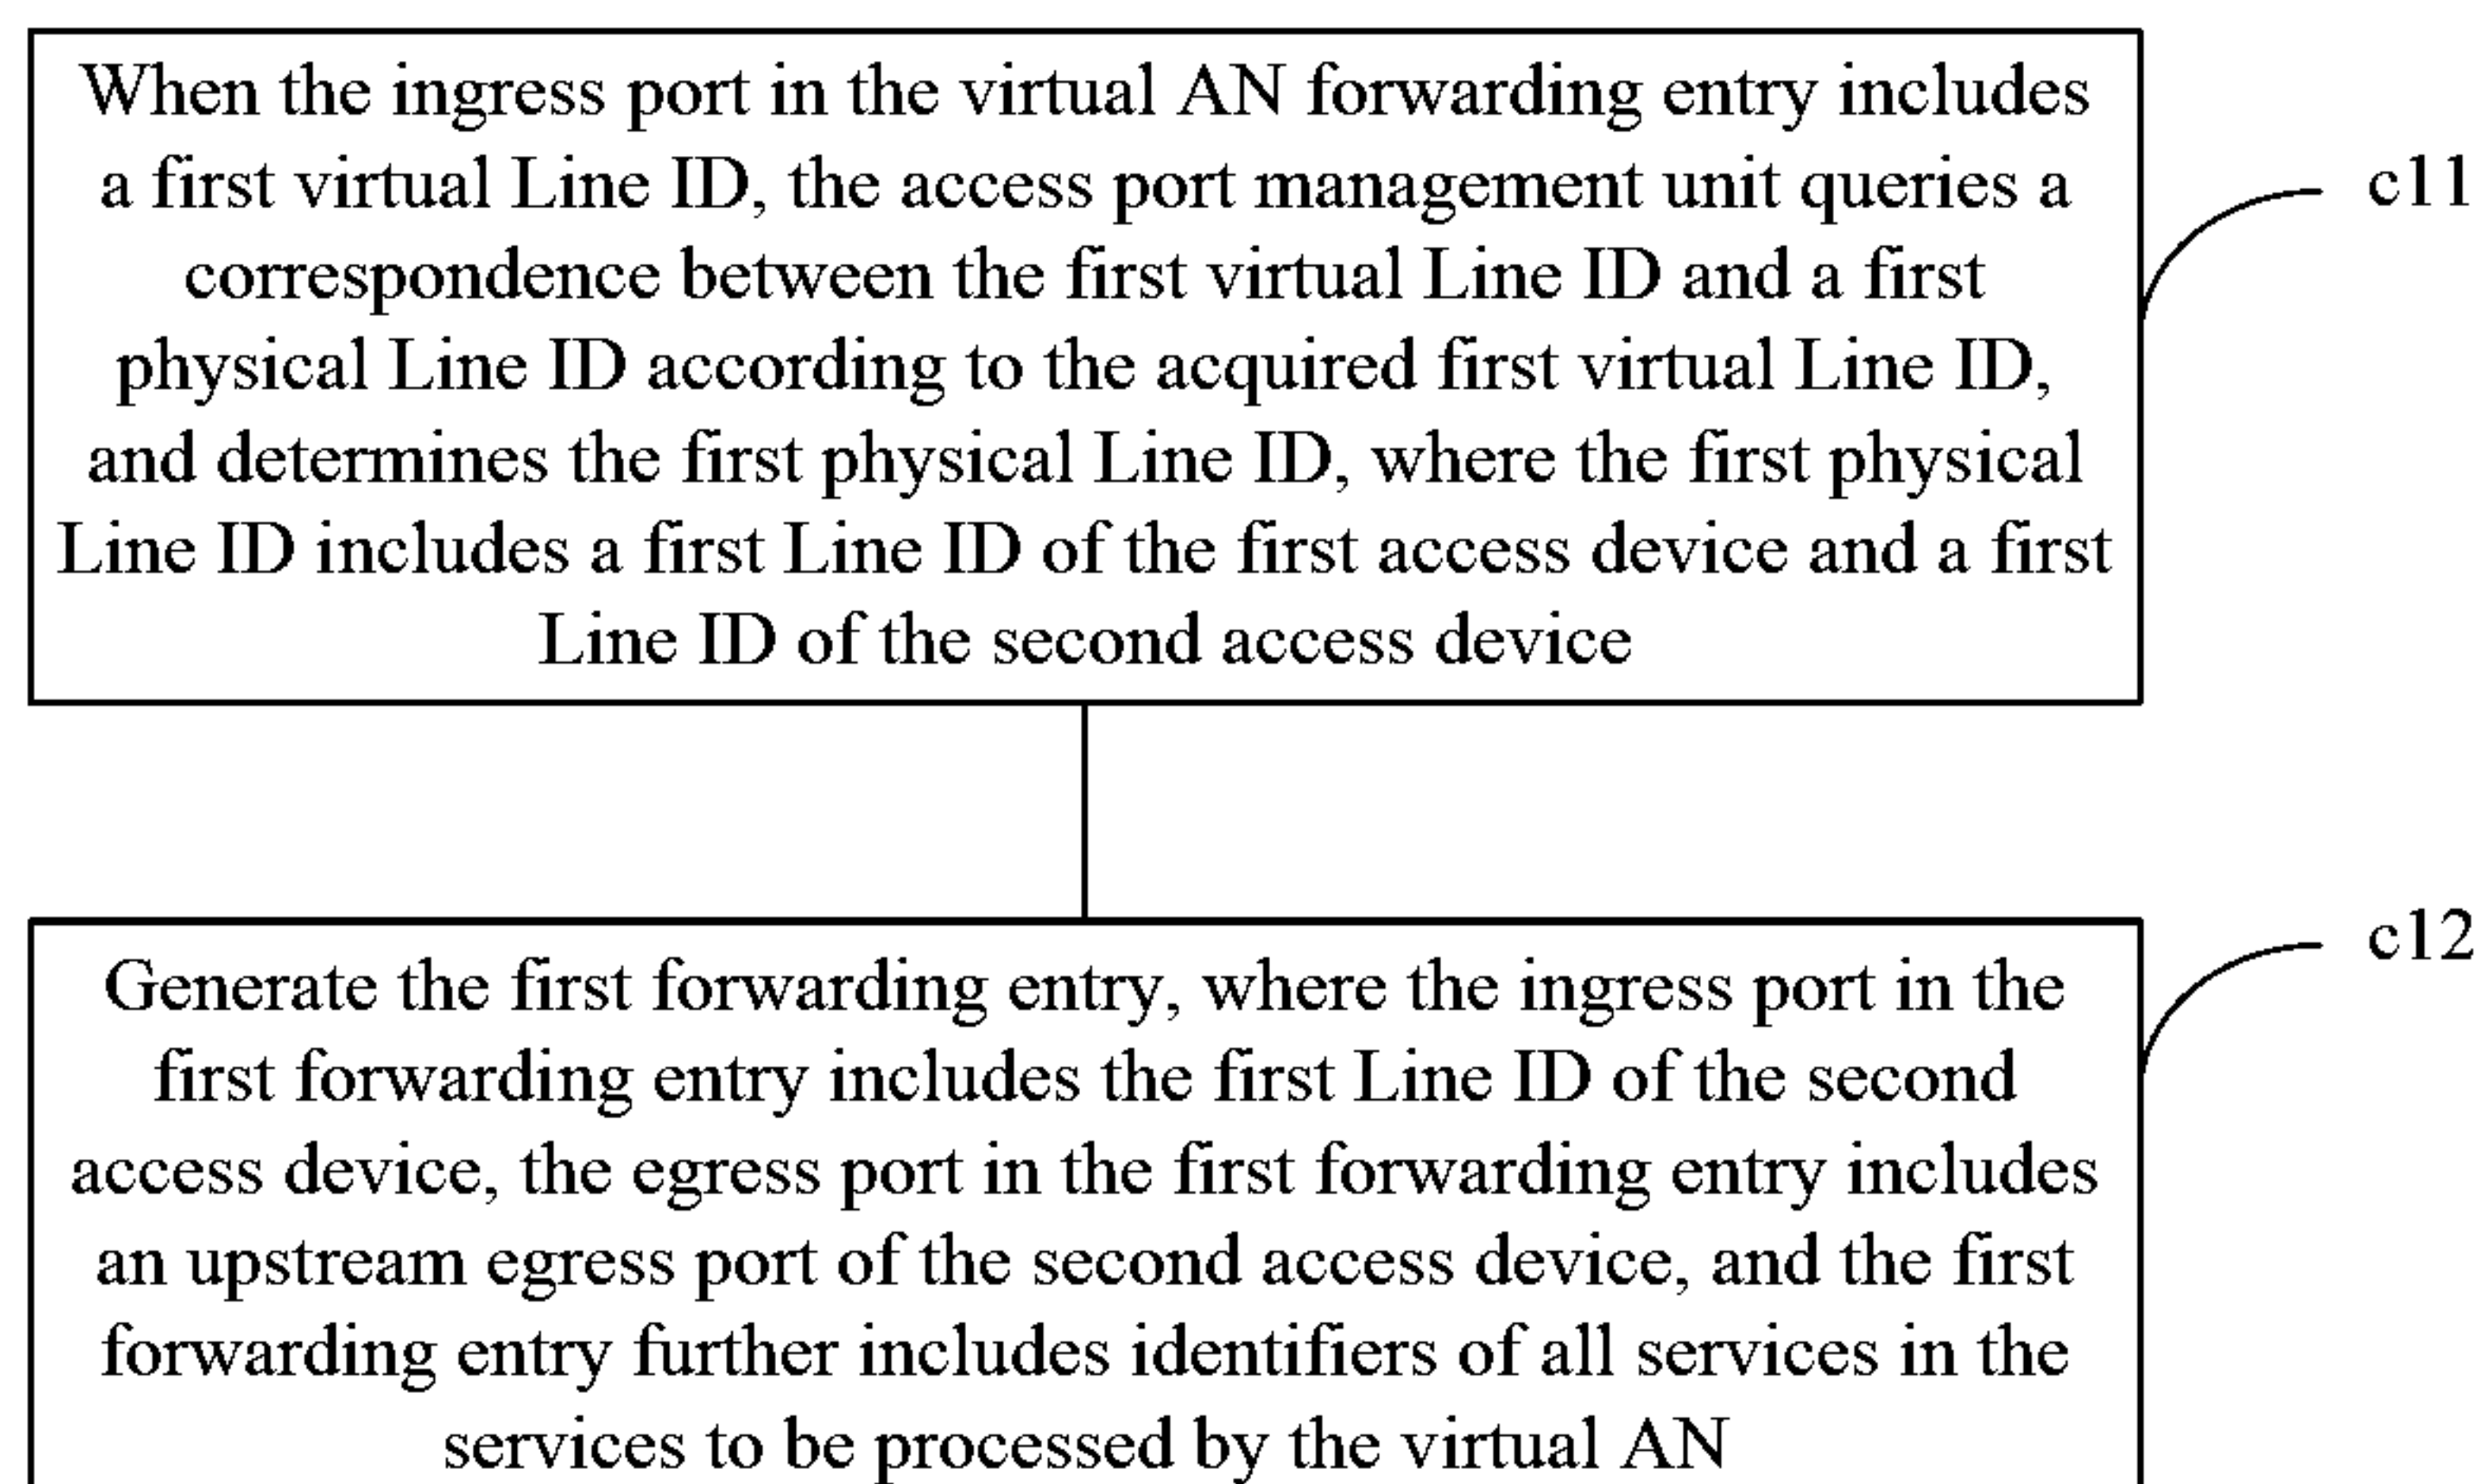 When the ingress port in the virtual AN forwarding entry includes
a first virtual Line ID, the access port management unit queries a
correspondence between the first virtual Line ID and a first
physical Line ID according to the acquired first virtual Line ID,
and determines the first physical Line ID, where the first physical
Line ID includes a first Line ID of the first access device and a first
Line ID of the second access device
c11
Generate the first forwarding entry, where the ingress port in the
first forwarding entry includes the first Line ID of the second
access device, the egress port in the first forwarding entry includes
an upstream egress port of the second access device, and the first
forwarding entry further includes identifiers of all services in the
services to be processed by the virtual AN
c12